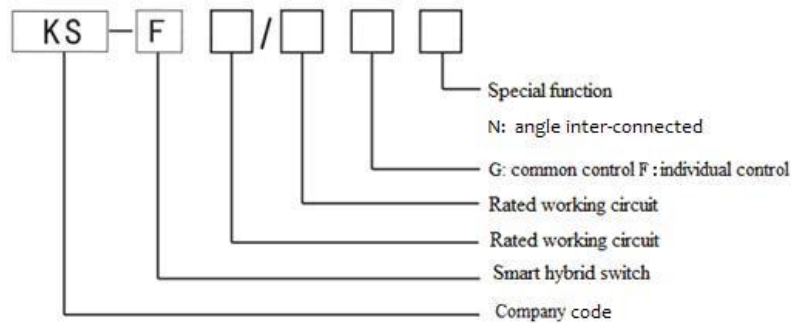 KS-F □/□ □ □
Special function
N: angle inter-connected
G: common control F:individual control
Rated working circuit
Rated working circuit
Smart hybrid switch
Company code